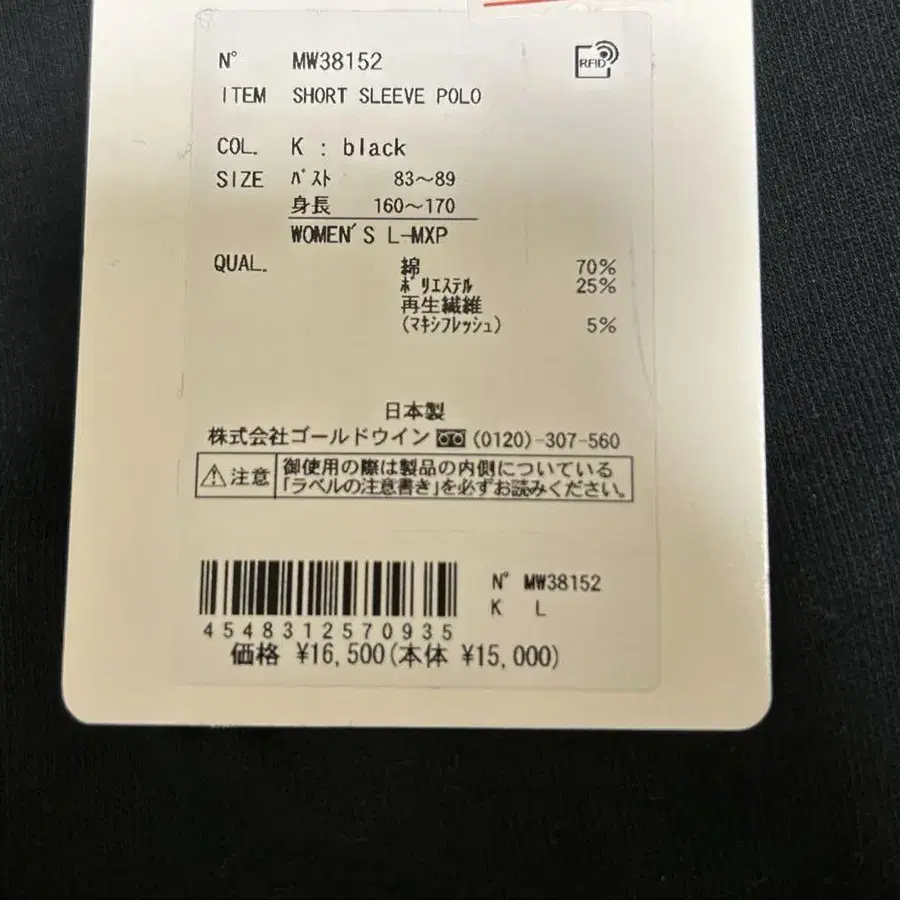 N° MW38152
RFID
ITEM SHORT SLEEVE POLO
COL. K : black
SIZE バスト 83~89
身長 160~170
WOMEN'S L-MXP
QUAL. 綿 70%
ポリエステル 25%
再生繊維
(マキシフレッシュ) 5%
日本製
株式会社ゴールドウイン (0120)-307-560
注意 御使用の際は製品の内側についている
「ラベルの注意書き」を必ずお読みください。
N° MW38152
K L
4548312570935
価格 ¥16,500(本体 ¥15,000)